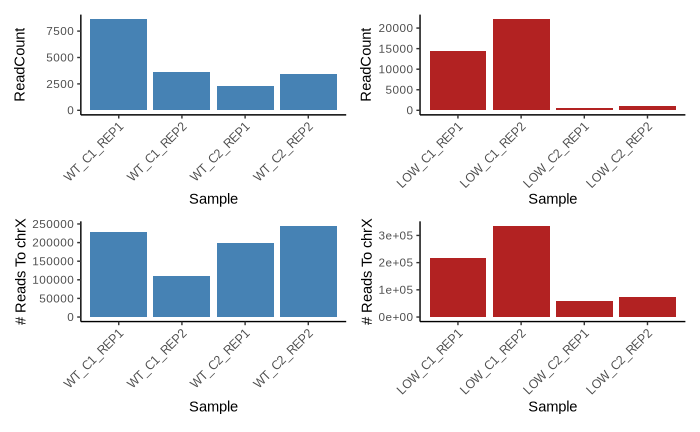 ReadCount
7500
5000
2500
0
WT_C1_REP1
WT_C1_REP2
WT_C2_REP1
WT_C2_REP2
Sample
ReadCount
20000
15000
10000
5000
0
LOW_C1_REP1
LOW_C1_REP2
LOW_C2_REP1
LOW_C2_REP2
Sample
# Reads To chrX
250000
200000
150000
100000
50000
0
WT_C1_REP1
WT_C1_REP2
WT_C2_REP1
WT_C2_REP2
Sample
# Reads To chrX
3e+05
2e+05
1e+05
0e+00
LOW_C1_REP1
LOW_C1_REP2
LOW_C2_REP1
LOW_C2_REP2
Sample